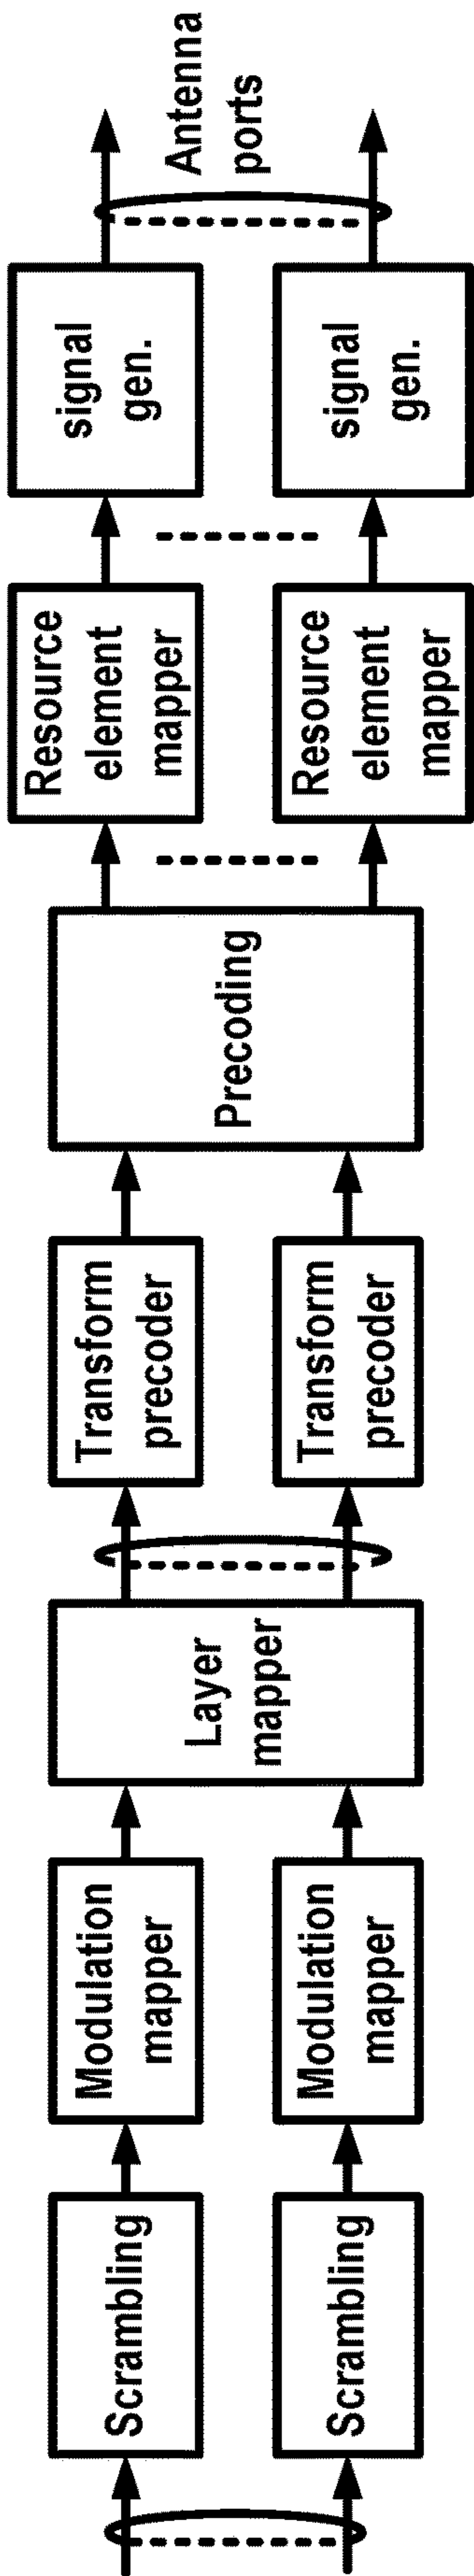 Scrambling
Scrambling
Modulation
mapper
Modulation
mapper
Layer
mapper
Transform
precoder
Transform
precoder
Precoding
Resource
element
mapper
Resource
element
mapper
signal
gen.
signal
gen.
Antenna
ports